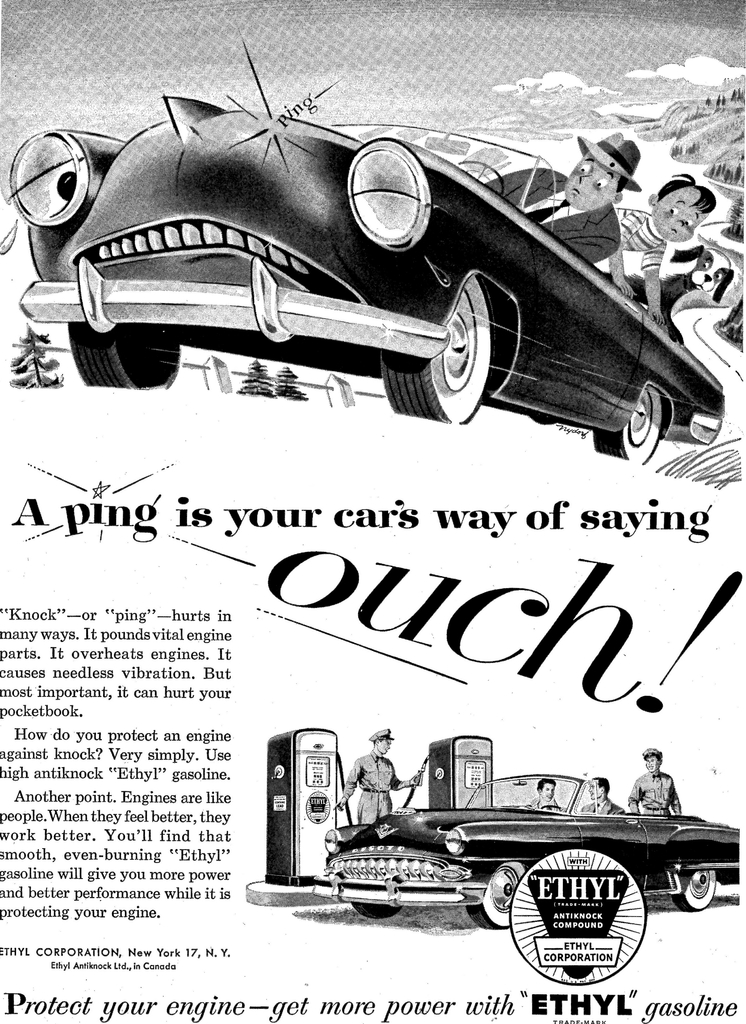 ping
A ping is your car's way of saying
ouch!
"Knock"—or "ping"—hurts in
many ways. It pounds vital engine
parts. It overheats engines. It
causes needless vibration. But
most important, it can hurt your
pocketbook.
How do you protect an engine
against knock? Very simply. Use
high antiknock "Ethyl" gasoline.
Another point. Engines are like
people. When they feel better, they
work better. You'll find that
smooth, even-burning "Ethyl"
gasoline will give you more power
and better performance while it is
protecting your engine.
ETHYL CORPORATION, New York 17, N. Y.
Ethyl Antiknock Ltd., in Canada
ETHYL
DESOTO
WITH
"ETHYL"
(TRADE-MARK)
ANTIKNOCK
COMPOUND
ETHYL
CORPORATION
Protect your engine—get more power with "ETHYL" gasoline
TRADE-MARK